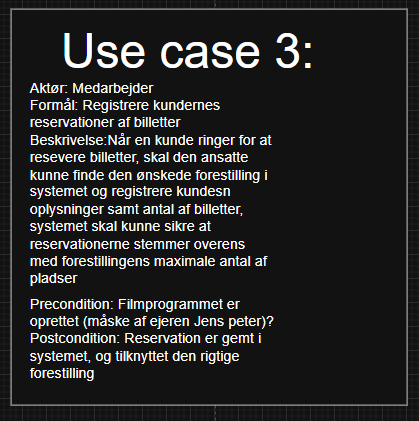 Use case 3:
Aktør: Medarbejder
Formål: Registrere kundernes
reservationer af billetter
Beskrivelse:Når en kunde ringer for at
resevere billetter, skal den ansatte
kunne finde den ønskede forestilling i
systemet og registrere kundesn
oplysninger samt antal af billetter,
systemet skal kunne sikre at
reservationerne stemmer overens
med forestillingens maximale antal af
pladser
Precondition: Filmprogrammet er
oprettet (måske af ejeren Jens peter)?
Postcondition: Reservation er gemt i
systemet, og tilknyttet den rigtige
forestilling